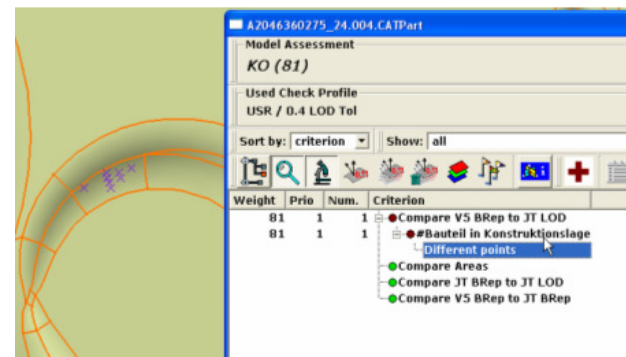 A2046360275_24.004.CATPart
Model Assessment
KO (81)
Used Check Profile
USR / 0.4 LOD Tol
Sort by: criterion Show: all
Weight Prio Num. Criterion
81 1 1 Compare V5 BRep to JT LOD
81 1 1 #Bauteil in Konstruktionslage
Different points
Compare Areas
Compare JT BRep to JT LOD
Compare V5 BRep to JT BRep